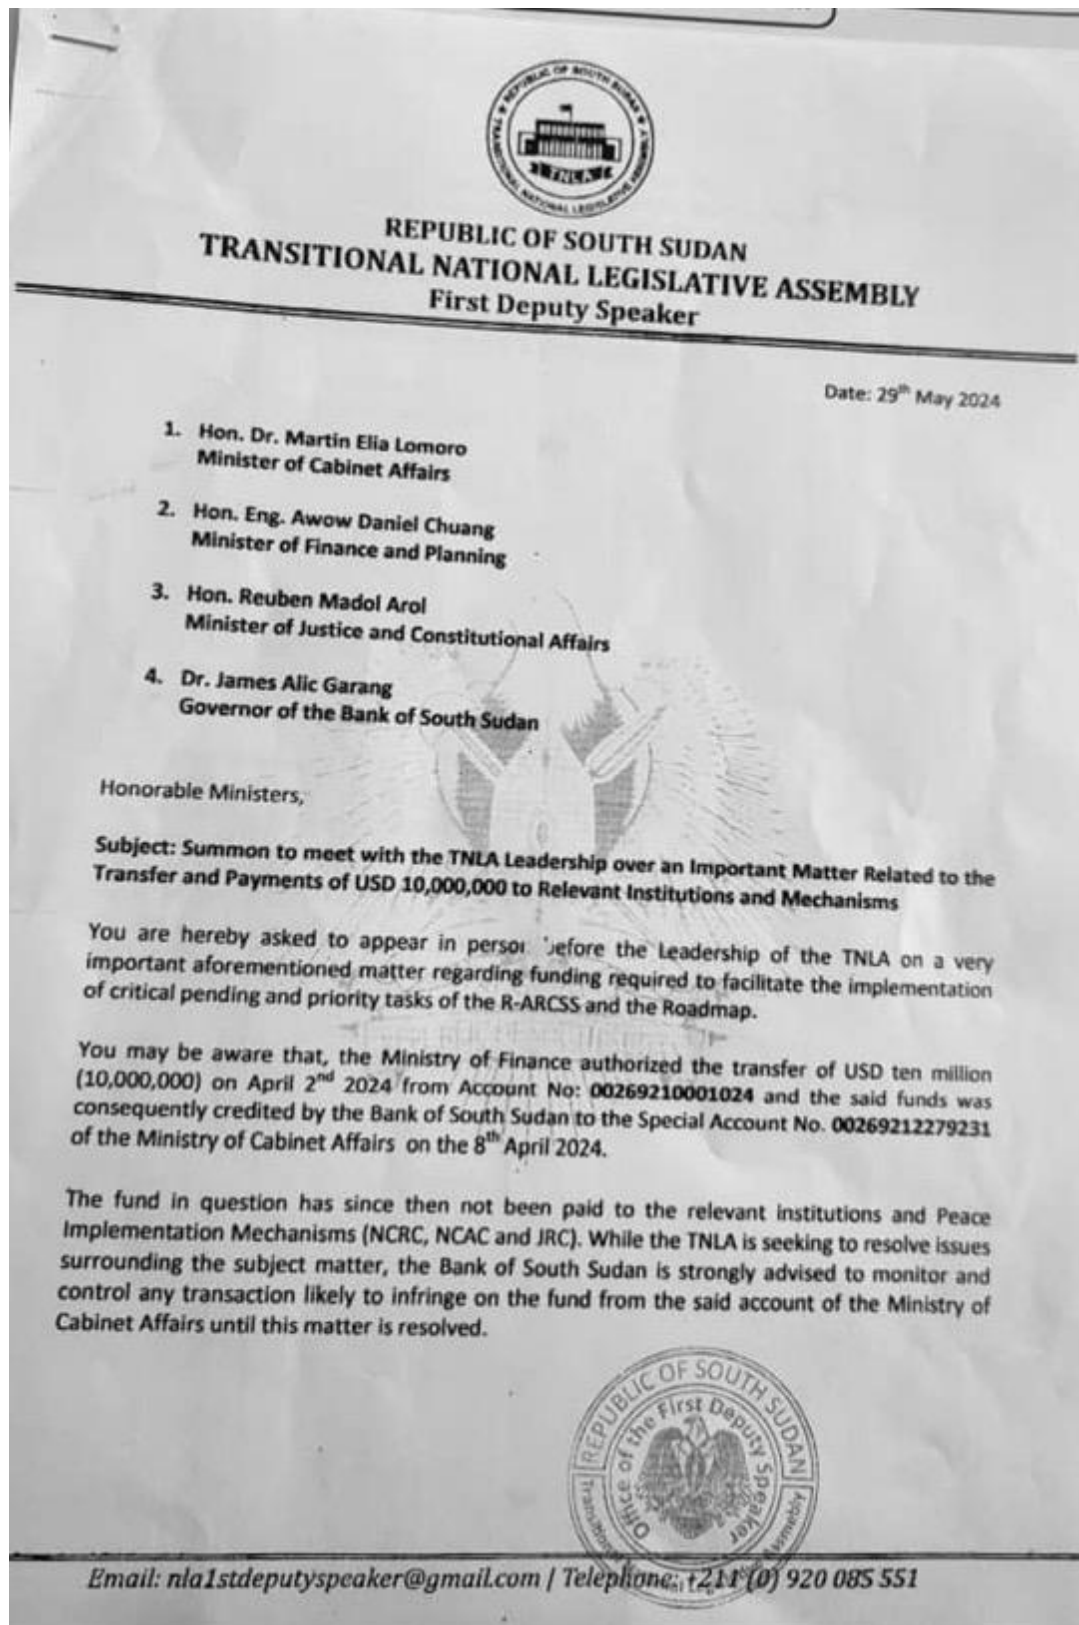 REPUBLIC OF SOUTH SUDAN
TRANSITIONAL NATIONAL LEGISLATIVE ASSEMBLY
TNLA
REPUBLIC OF SOUTH SUDAN
TRANSITIONAL NATIONAL LEGISLATIVE ASSEMBLY
First Deputy Speaker
Date: 29th May 2024
1. Hon. Dr. Martin Elia Lomoro
Minister of Cabinet Affairs
2. Hon. Eng. Awow Daniel Chuang
Minister of Finance and Planning
3. Hon. Reuben Madol Arol
Minister of Justice and Constitutional Affairs
4. Dr. James Alic Garang
Governor of the Bank of South Sudan
Honorable Ministers,
Subject: Summon to meet with the TNLA Leadership over an Important Matter Related to the
Transfer and Payments of USD 10,000,000 to Relevant Institutions and Mechanisms
You are hereby asked to appear in person before the Leadership of the TNLA on a very
important aforementioned matter regarding funding required to facilitate the implementation
of critical pending and priority tasks of the R-ARCSS and the Roadmap.
You may be aware that, the Ministry of Finance authorized the transfer of USD ten million
(10,000,000) on April 2nd 2024 from Account No: 00269210001024 and the said funds was
consequently credited by the Bank of South Sudan to the Special Account No. 00269212279231
of the Ministry of Cabinet Affairs on the 8th April 2024.
The fund in question has since then not been paid to the relevant institutions and Peace
Implementation Mechanisms (NCRC, NCAC and JRC). While the TNLA is seeking to resolve issues
surrounding the subject matter, the Bank of South Sudan is strongly advised to monitor and
control any transaction likely to infringe on the fund from the said account of the Ministry of
Cabinet Affairs until this matter is resolved.
REPUBLIC OF SOUTH SUDAN
Office of the First Deputy Speaker
Transitional National Assembly
Email: nla1stdeputyspeaker@gmail.com | Telephone: +211 (0) 920 085 551